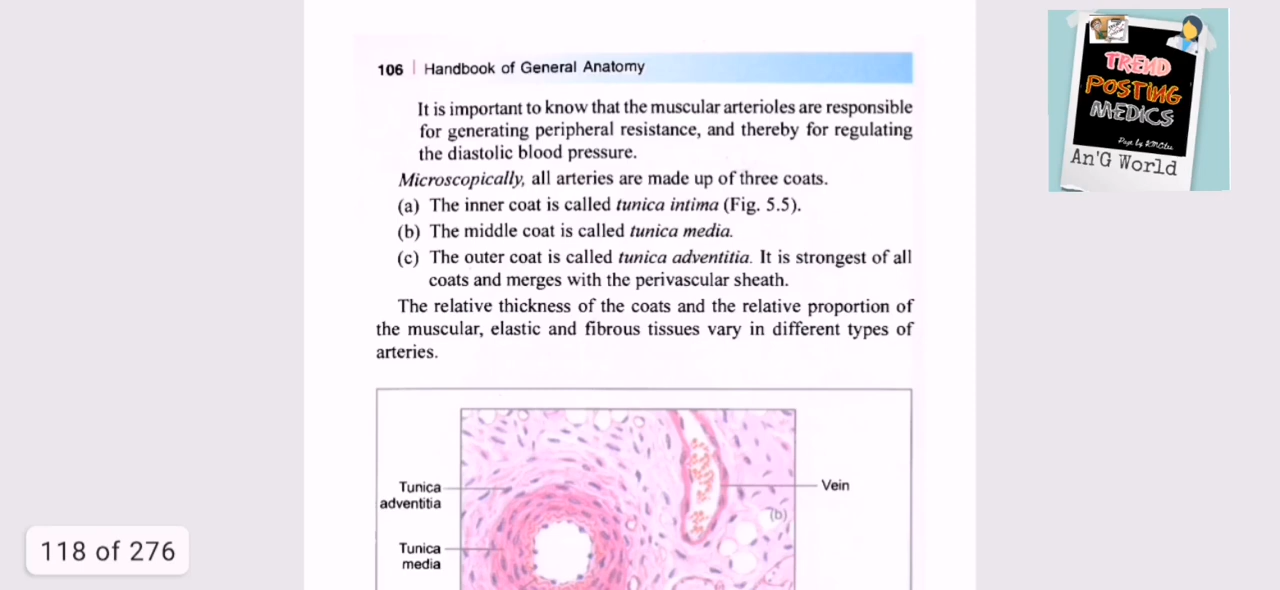 106 | Handbook of General Anatomy
It is important to know that the muscular arterioles are responsible
for generating peripheral resistance, and thereby for regulating
the diastolic blood pressure.
Microscopically, all arteries are made up of three coats.
(a) The inner coat is called tunica intima (Fig. 5.5).
(b) The middle coat is called tunica media.
(c) The outer coat is called tunica adventitia. It is strongest of all
coats and merges with the perivascular sheath.
The relative thickness of the coats and the relative proportion of
the muscular, elastic and fibrous tissues vary in different types of
arteries.
Tunica
adventitia
Vein
(b)
Tunica
media
118 of 276
TREND
POSTING
MEDICS
Page by
An'G World